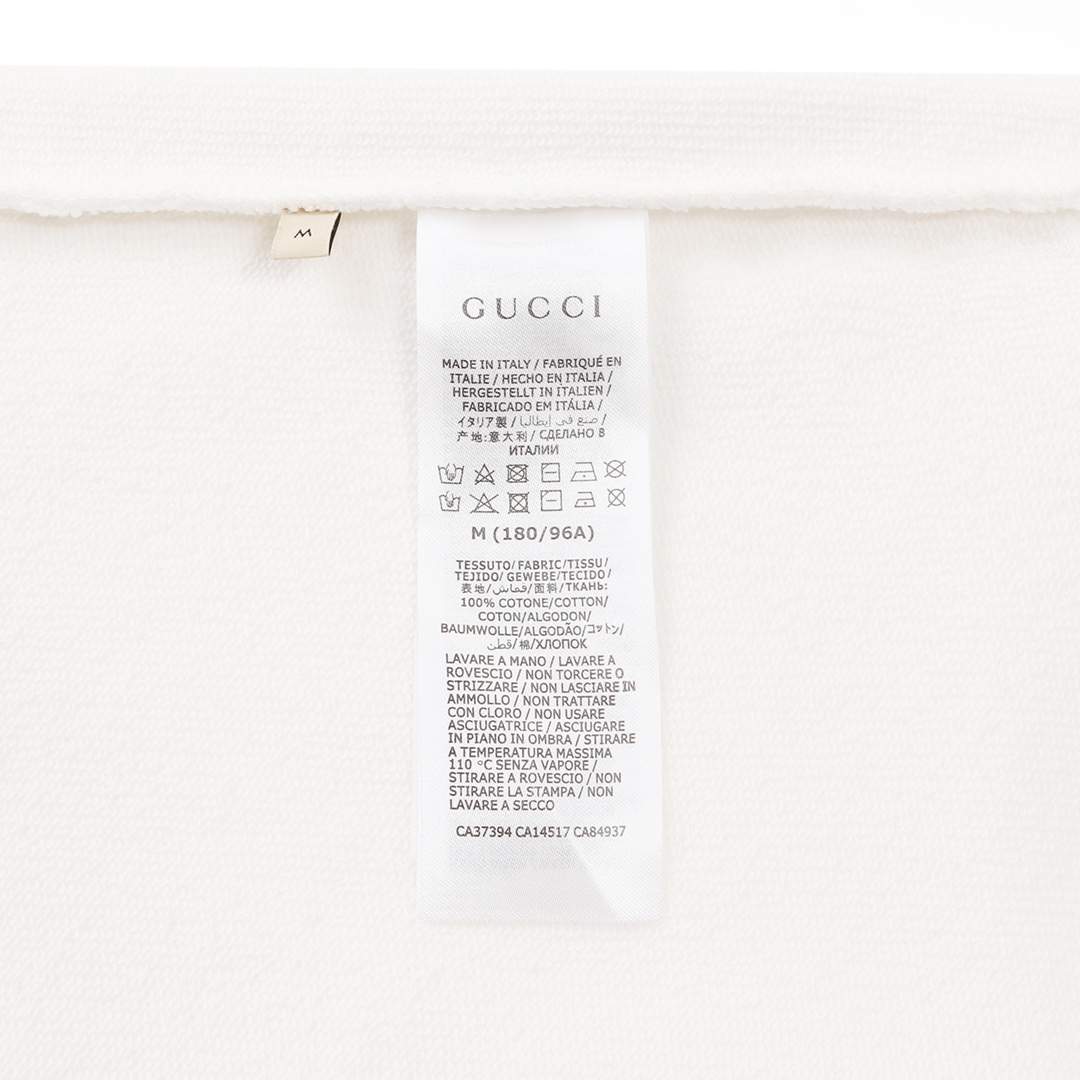 M
GUCCI
MADE IN ITALY / FABRIQUÉ EN
ITALIE / HECHO EN ITALIA /
HERGESTELLT IN ITALIEN /
FABRICADO EM ITÁLIA /
イタリア製 / صنع في إيطاليا /
产地:意大利 / СДЕЛАНО В
ИТАЛИИ
M (180/96A)
TESSUTO/FABRIC/TISSU/
TEJIDO/GEWEBE/TECIDO/
表地/قماش/面料/ТКАНЬ:
100% COTONE/COTTON/
COTON/ALGODON/
BAUMWOLLE/ALGODÃO/コットン/
قطن/棉/ХЛОПОК
LAVARE A MANO / LAVARE A
ROVESCIO / NON TORCERE O
STRIZZARE / NON LASCIARE IN
AMMOLLO / NON TRATTARE
CON CLORO / NON USARE
ASCIUGATRICE / ASCIUGARE
IN PIANO IN OMBRA / STIRARE
A TEMPERATURA MASSIMA
110 °C SENZA VAPORE /
STIRARE A ROVESCIO / NON
STIRARE LA STAMPA / NON
LAVARE A SECCO
CA37394 CA14517 CA84937